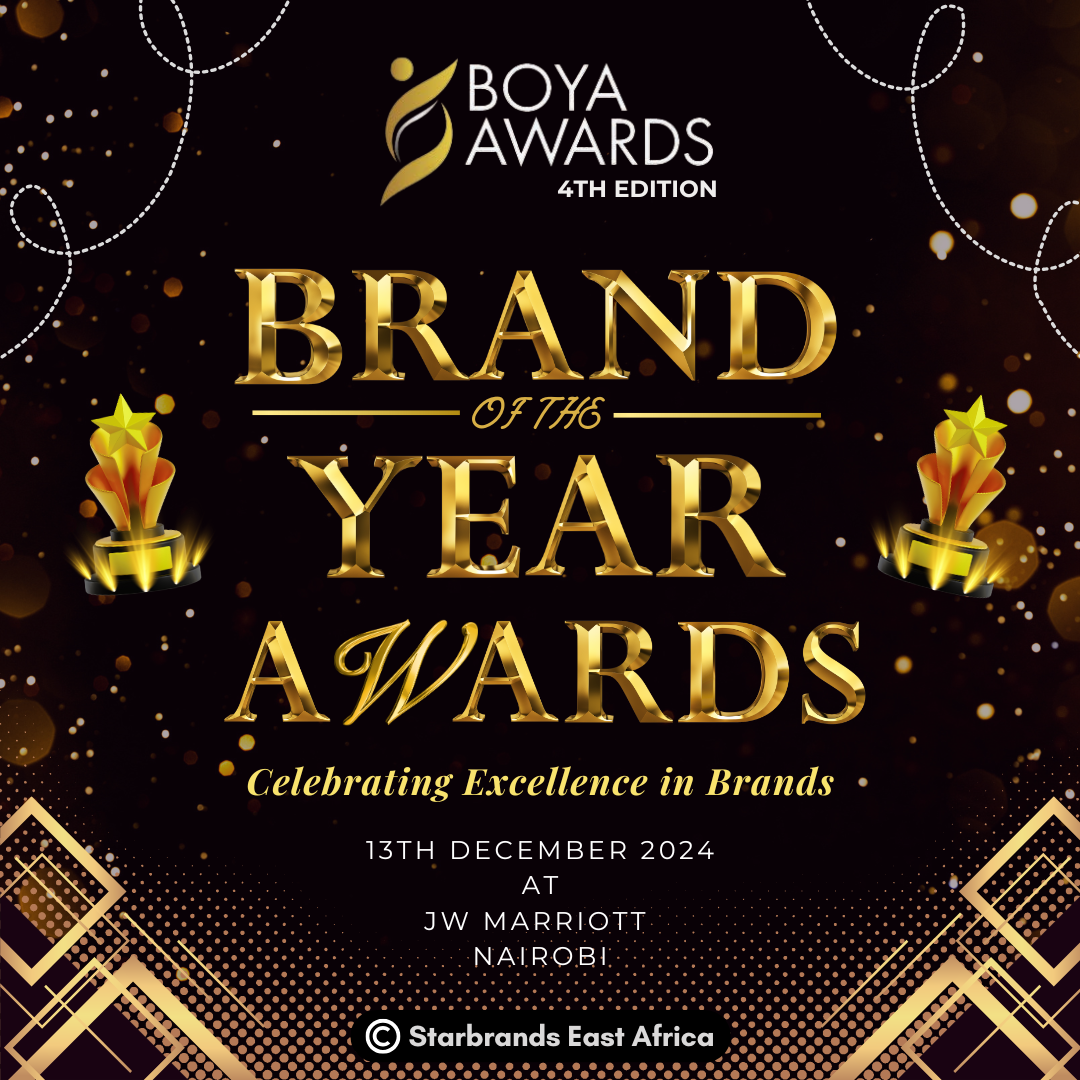 BOYA
AWARDS
4TH EDITION
BRAND
OF THE
YEAR
AWARDS
Celebrating Excellence in Brands
13TH DECEMBER 2024
AT
JW MARRIOTT
NAIROBI
© Starbrands East Africa